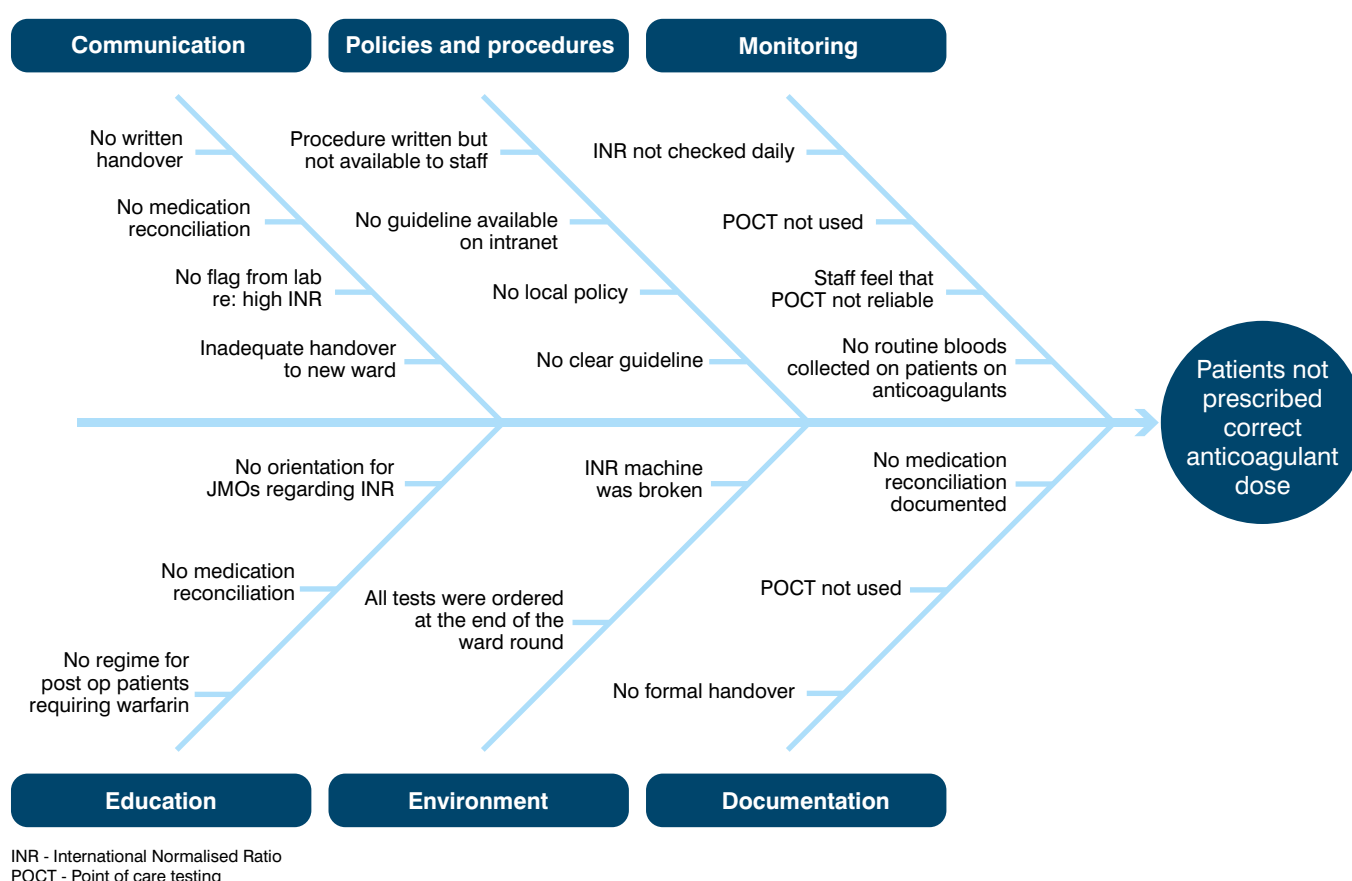 Communication
Policies and procedures
Monitoring
No written
handover
No medication
reconciliation
No flag from lab
re: high INR
Inadequate handover
to new ward
Procedure written but
not available to staff
No guideline available
on intranet
No local policy
No clear guideline
INR not checked daily
POCT not used
Staff feel that
POCT not reliable
No routine bloods
collected on patients on
anticoagulants
Patients not
prescribed
correct
anticoagulant
dose
No orientation for
JMOs regarding INR
No medication
reconciliation
No regime for
post op patients
requiring warfarin
INR machine
was broken
All tests were ordered
at the end of the
ward round
No medication
reconciliation
documented
POCT not used
No formal handover
Education
Environment
Documentation
INR - International Normalised Ratio
POCT - Point of care testing